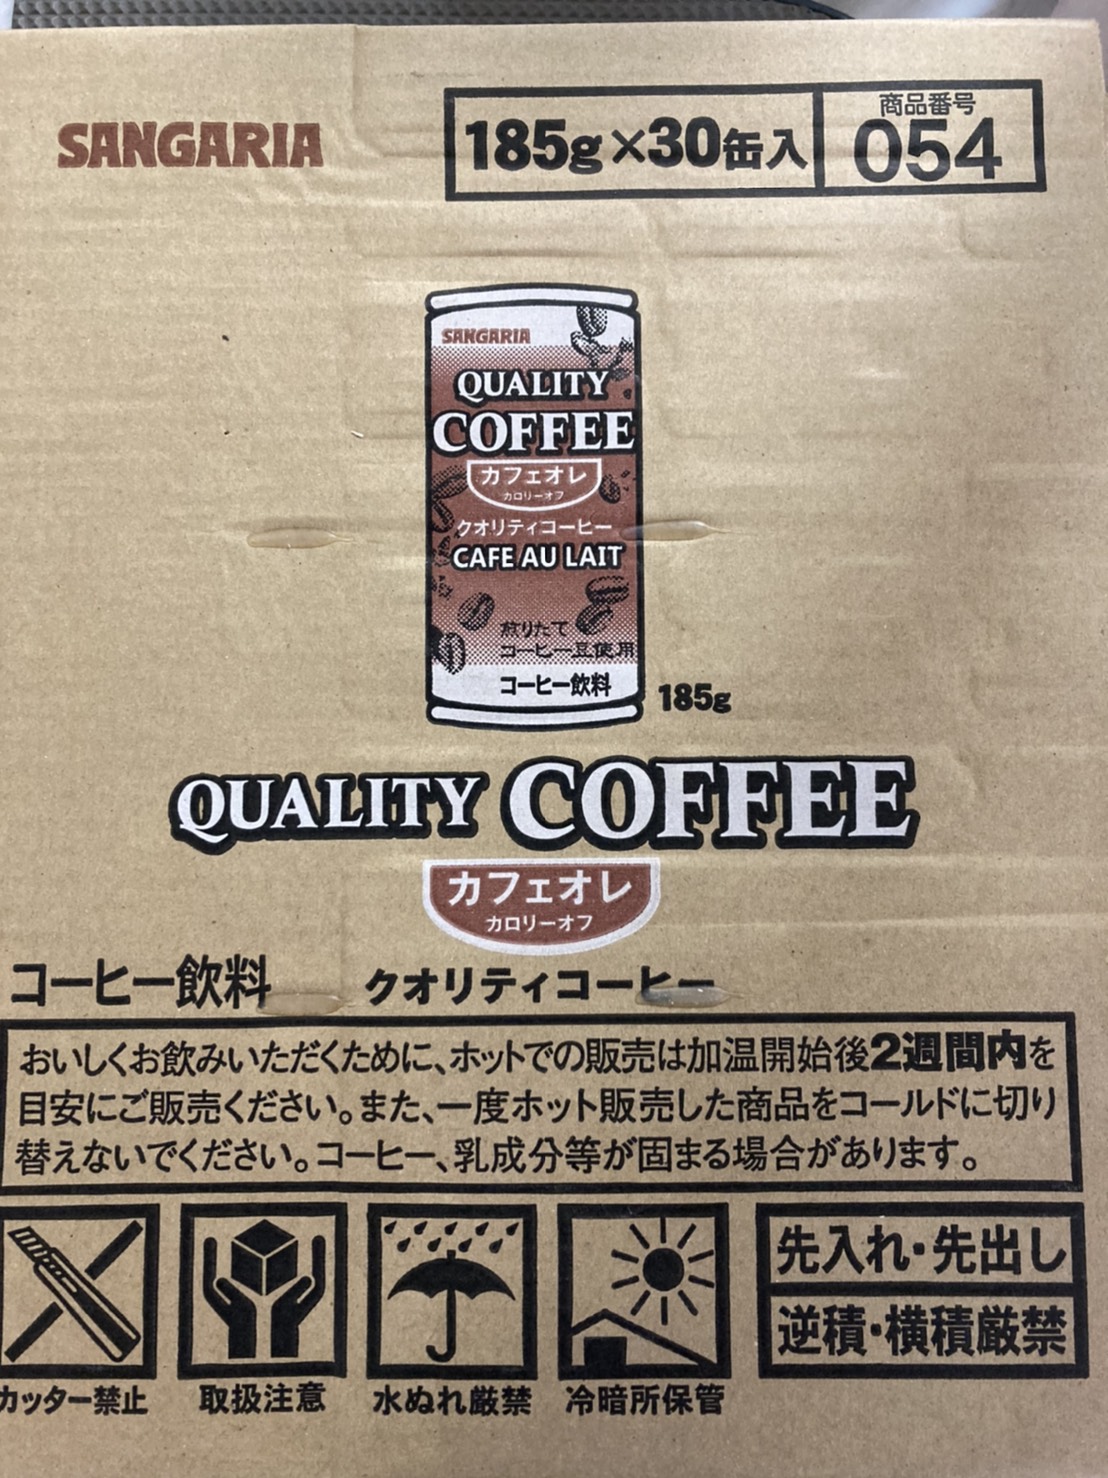 SANGARIA
185g×30缶入
商品番号
054
SANGARIA
QUALITY
COFFEE
カフェオレ
カロリーオフ
クオリティコーヒー
CAFE AU LAIT
煎りたて
コーヒー豆使用
コーヒー飲料
185g
QUALITY COFFEE
カフェオレ
カロリーオフ
コーヒー飲料 クオリティコーヒー
おいしくお飲みいただくために、ホットでの販売は加温開始後2週間内を
目安にご販売ください。また、一度ホット販売した商品をコールドに切り
替えないでください。コーヒー、乳成分等が固まる場合があります。
先入れ・先出し
逆積・横積厳禁
カッター禁止 取扱注意 水ぬれ厳禁 冷暗所保管